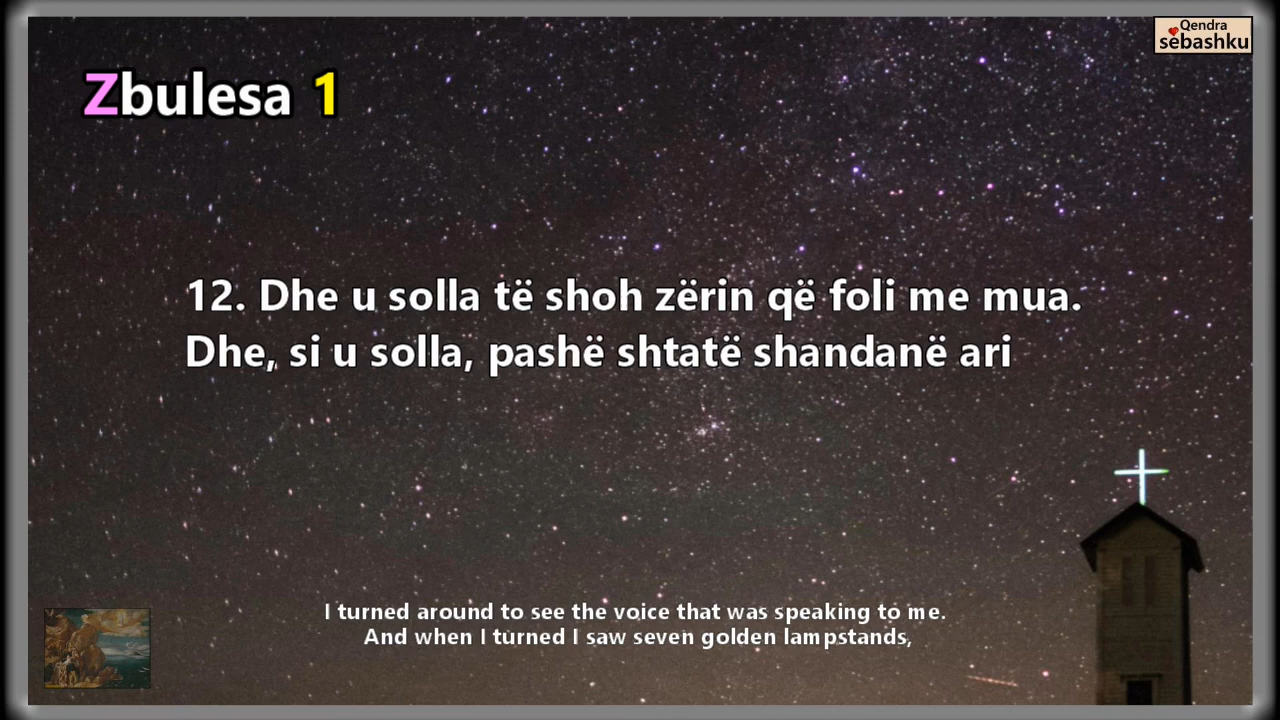 Qendra
sebashku
Zbulesa 1
12. Dhe u solla të shoh zërin që foli me mua.
Dhe, si u solla, pashë shtatë shandanë ari
I turned around to see the voice that was speaking to me.
And when I turned I saw seven golden lampstands,